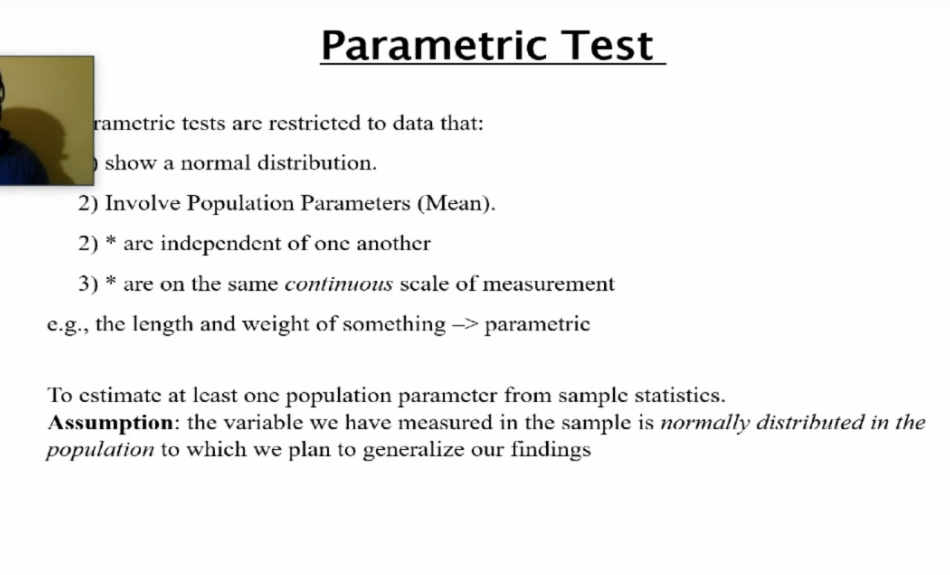 Parametric Test
rametric tests are restricted to data that:
) show a normal distribution.
2) Involve Population Parameters (Mean).
2) * are independent of one another
3) * are on the same continuous scale of measurement
e.g., the length and weight of something –> parametric
To estimate at least one population parameter from sample statistics.
Assumption: the variable we have measured in the sample is normally distributed in the
population to which we plan to generalize our findings